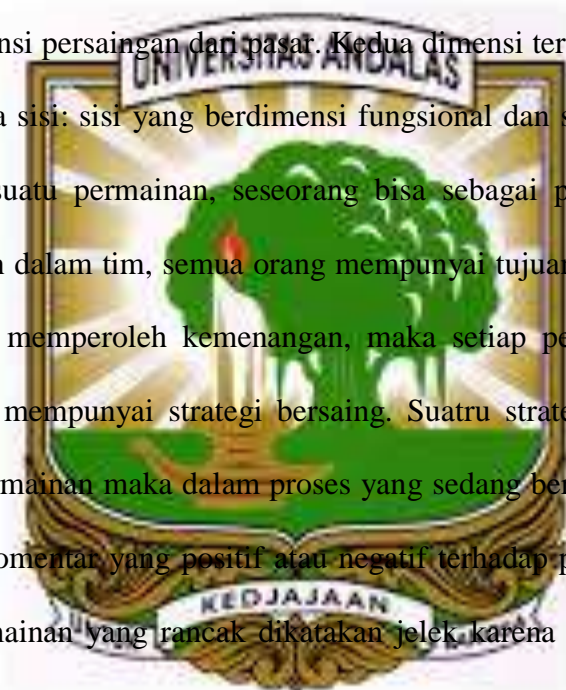 nsi persaingan dari pasar. Kedua dimensi ter
UNIVERSITAS ANDALAS
a sisi: sisi yang berdimensi fungsional dan s
suatu permainan, seseorang bisa sebagai p
n dalam tim, semua orang mempunyai tujuan
memperoleh kemenangan, maka setiap pe
mempunyai strategi bersaing. Suatru strate
mainan maka dalam proses yang sedang ber
omentar yang positif atau negatif terhadap p
KEDJAJAAN
mainan yang rancak dikatakan jelek karena